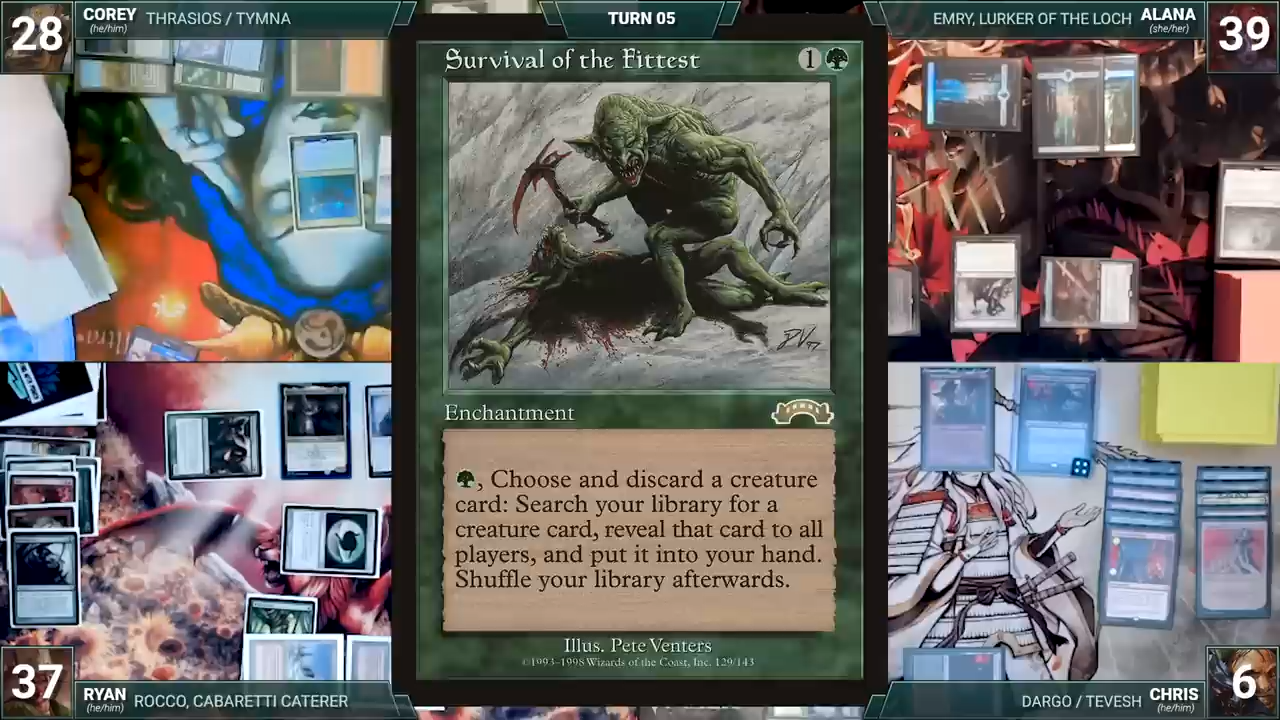 28
COREY
(he/him)
THRASIOS / TYMNA
TURN 05
EMRY, LURKER OF THE LOCH
ALANA
(she/her)
39
Survival of the Fittest
1
DV 97
Enchantment
, Choose and discard a creature
card: Search your library for a
creature card, reveal that card to all
players, and put it into your hand.
Shuffle your library afterwards.
Illus. Pete Venters
©1993–1998 Wizards of the Coast, Inc. 129/143
37
RYAN
(he/him)
ROCCO, CABARETTI CATERER
DARGO / TEVESH
CHRIS
(he/him)
6